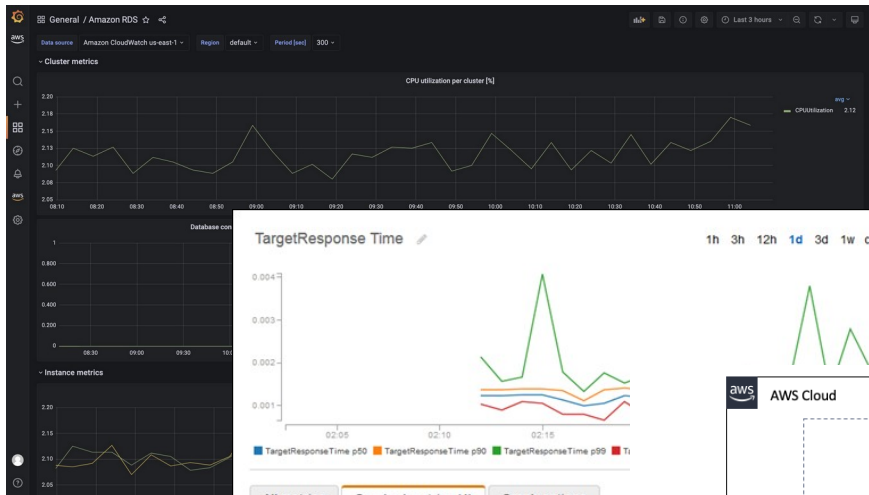 General / Amazon RDS
Last 3 hours
aws
Data source Amazon CloudWatch us-east-1 Region default Period [sec] 300
Cluster metrics
CPU utilization per cluster [%]
avg
CPUUtilization 2.12
2.20
2.18
2.15
2.13
2.10
2.08
2.05
08:10 08:20 08:30 08:40 08:50 09:00 09:10 09:20 09:30 09:40 09:50 10:00 10:10 10:20 10:30 10:40 10:50 11:00
aws
Database con
1
0.800
0.600
0.400
0.200
0
08:30 09:00 09:30 10:0
Instance metrics
2.20
2.15
2.10
2.05
TargetResponse Time
1h 3h 12h 1d 3d 1w
0.004
0.003
0.002
0.001
02:05 02:10 02:15
TargetResponseTime p50 TargetResponseTime p90 TargetResponseTime p99
aws AWS Cloud